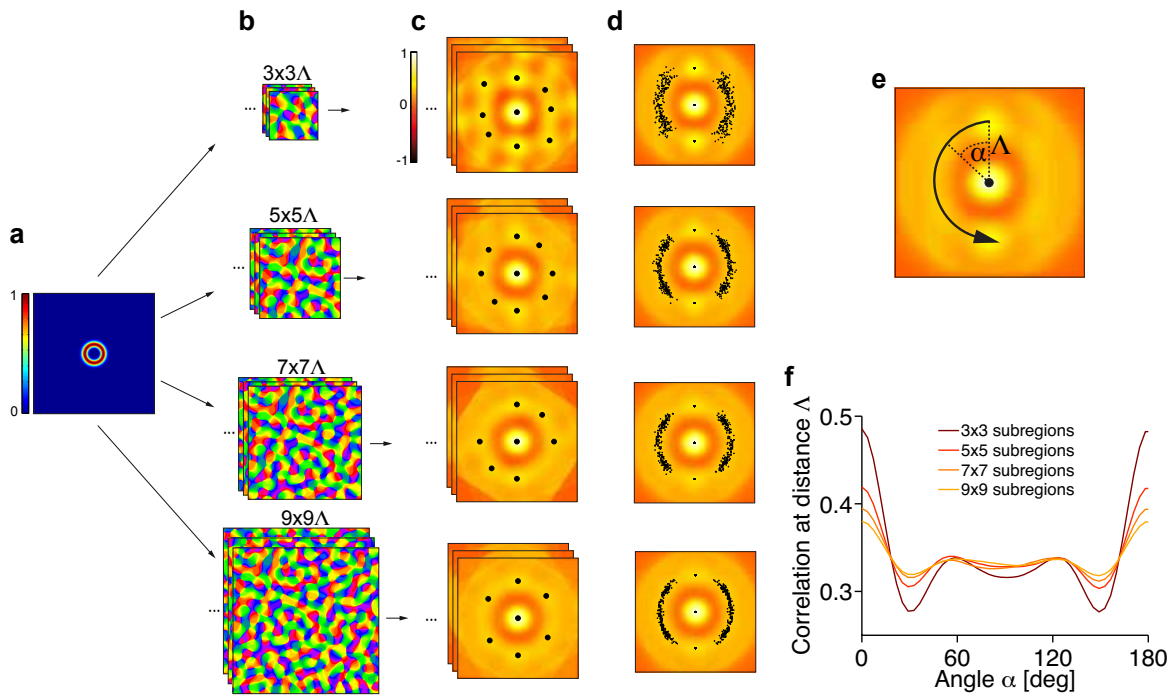 a
1
0
b
3x3Λ
...
5x5Λ
...
7x7Λ
...
9x9Λ
...
c
1
0
-1
...
...
...
...
d
e
α
Λ
f
Correlation at distance Λ
0.5
0.4
0.3
3x3 subregions
5x5 subregions
7x7 subregions
9x9 subregions
0
60
120
180
Angle α [deg]